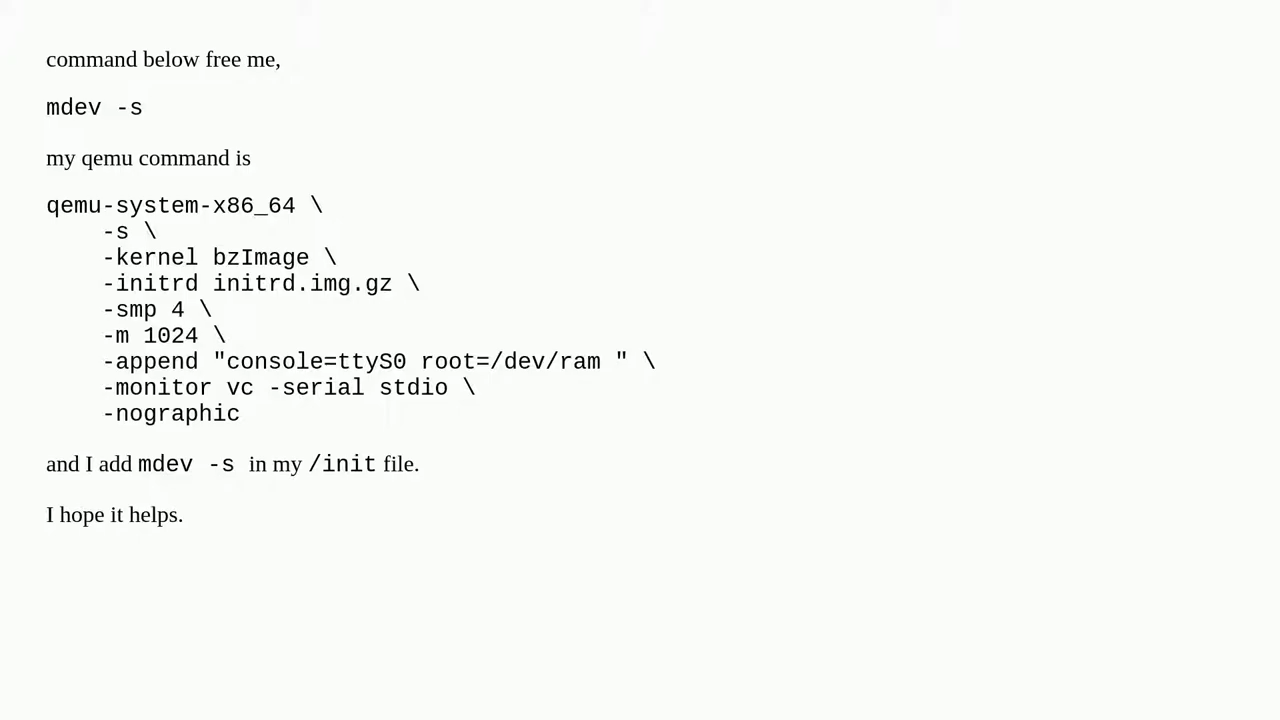 command below free me,
mdev -s
my qemu command is
qemu-system-x86_64 \
    -s \
    -kernel bzImage \
    -initrd initrd.img.gz \
    -smp 4 \
    -m 1024 \
    -append "console=ttyS0 root=/dev/ram " \
    -monitor vc -serial stdio \
    -nographic
and I add mdev -s in my /init file.
I hope it helps.